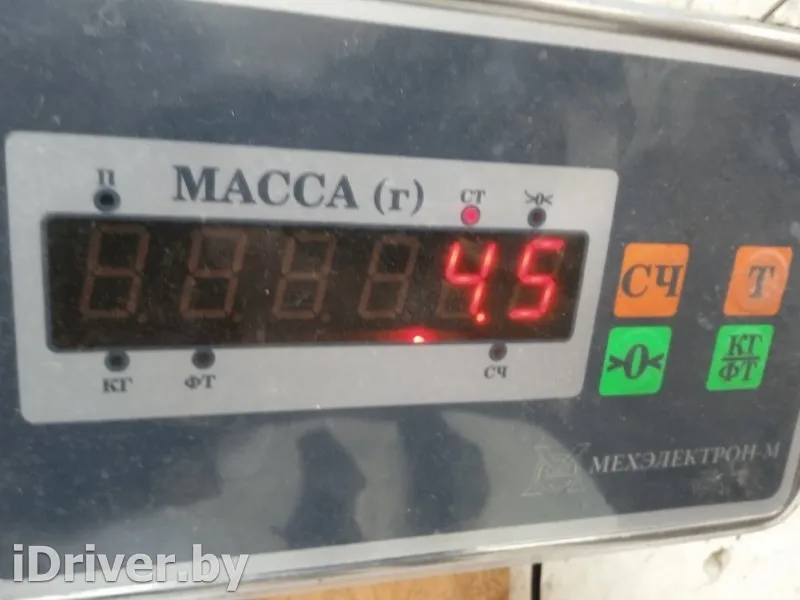 П
МАССА (г)
СТ
>0<
4.5
КГ
ФТ
СЧ
СЧ
Т
>0<
КГ
ФТ
МЕХЭЛЕКТРОН-М
iDriver.by